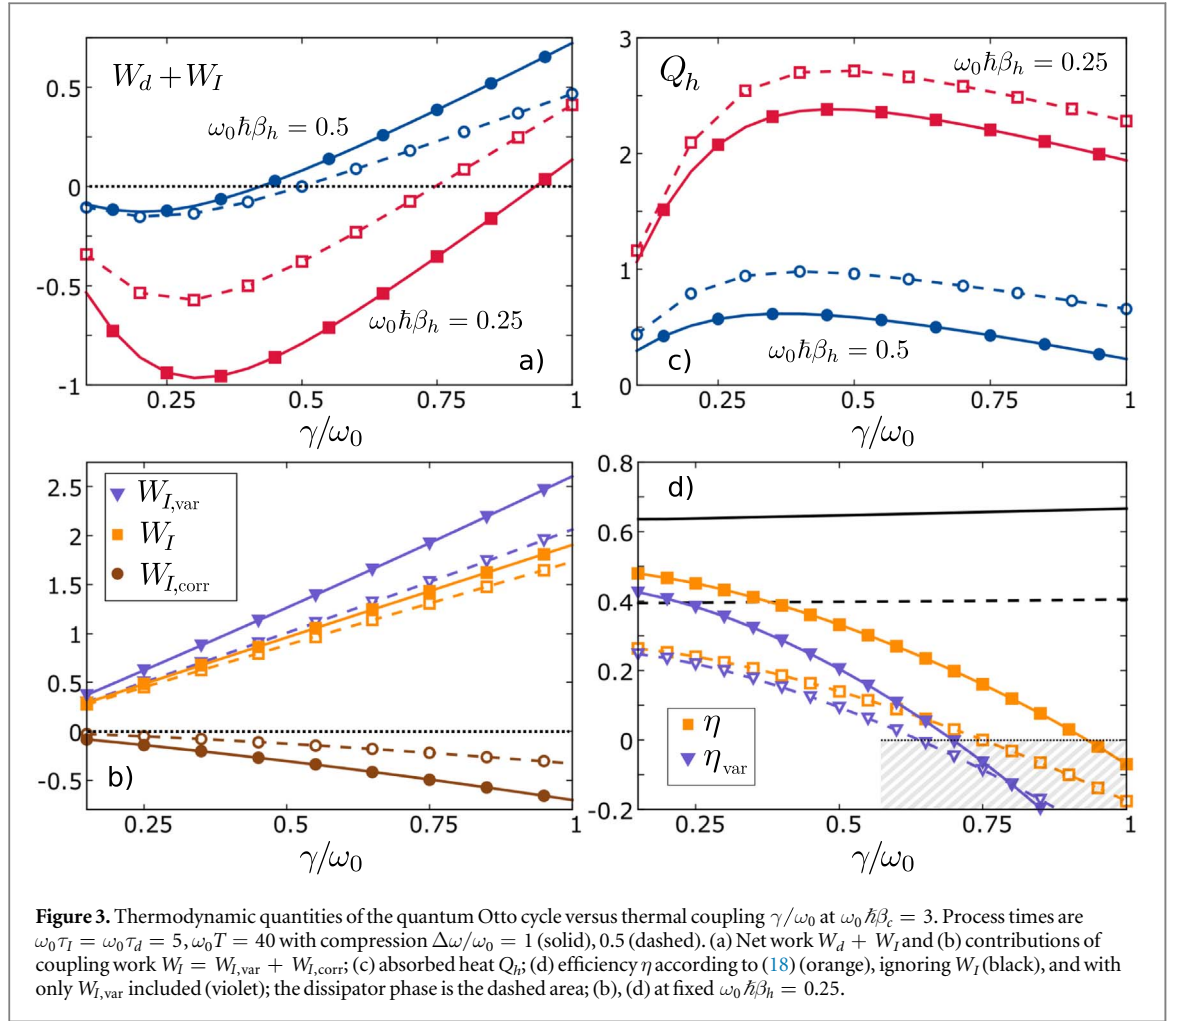 W_d + W_I
ω₀ħβ_h = 0.5
ω₀ħβ_h = 0.25
a)
0.5
0
-0.5
-1
0.25 0.5 0.75 1
γ/ω₀
Q_h
ω₀ħβ_h = 0.25
ω₀ħβ_h = 0.5
c)
3
2
1
0
0.25 0.5 0.75 1
γ/ω₀
W_{I,var}
W_I
W_{I,corr}
b)
2.5
2
1.5
1
0.5
0
-0.5
0.25 0.5 0.75 1
γ/ω₀
d)
η
η_var
0.8
0.6
0.4
0.2
0
-0.2
0.25 0.5 0.75 1
γ/ω₀
Figure 3. Thermodynamic quantities of the quantum Otto cycle versus thermal coupling γ/ω₀ at ω₀ħβ_c = 3. Process times are
ω₀τ_I = ω₀τ_d = 5, ω₀T = 40 with compression Δω/ω₀ = 1 (solid), 0.5 (dashed). (a) Net work W_d + W_I and (b) contributions of
coupling work W_I = W_{I,var} + W_{I,corr}; (c) absorbed heat Q_h; (d) efficiency η according to (18) (orange), ignoring W_I (black), and with
only W_{I,var} included (violet); the dissipator phase is the dashed area; (b), (d) at fixed ω₀ħβ_h = 0.25.